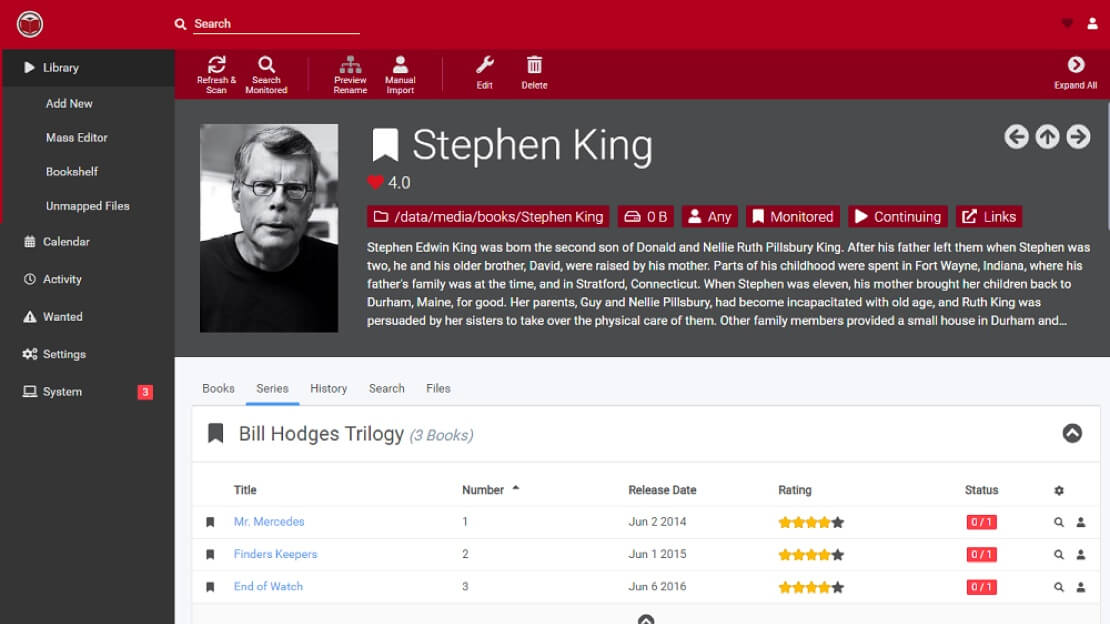 Search
Library
Add New
Mass Editor
Bookshelf
Unmapped Files
Calendar
Activity
Wanted
Settings
System 3
Refresh & Scan
Search Monitored
Preview Rename
Manual Import
Edit
Delete
Expand All
Stephen King
4.0
/data/media/books/Stephen King 0 B Any Monitored Continuing Links
Stephen Edwin King was born the second son of Donald and Nellie Ruth Pillsbury King. After his father left them when Stephen was
two, he and his older brother, David, were raised by his mother. Parts of his childhood were spent in Fort Wayne, Indiana, where his
father's family was at the time, and in Stratford, Connecticut. When Stephen was eleven, his mother brought her children back to
Durham, Maine, for good. Her parents, Guy and Nellie Pillsbury, had become incapacitated with old age, and Ruth King was
persuaded by her sisters to take over the physical care of them. Other family members provided a small house in Durham and...
Books Series History Search Files
Bill Hodges Trilogy (3 Books)
Title Number Release Date Rating Status
Mr. Mercedes 1 Jun 2 2014 0 / 1
Finders Keepers 2 Jun 1 2015 0 / 1
End of Watch 3 Jun 6 2016 0 / 1